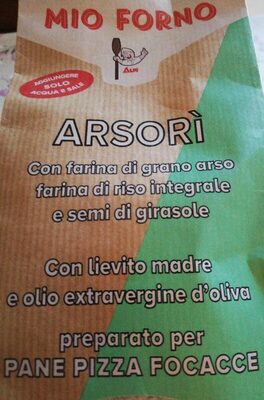 MIO FORNO
AGGIUNGERE
SOLO
ACQUA E SALE
ARSORÌ
Con farina di grano arso
farina di riso integrale
e semi di girasole
Con lievito madre
e olio extravergine d'oliva
preparato per
PANE PIZZA FOCACCE